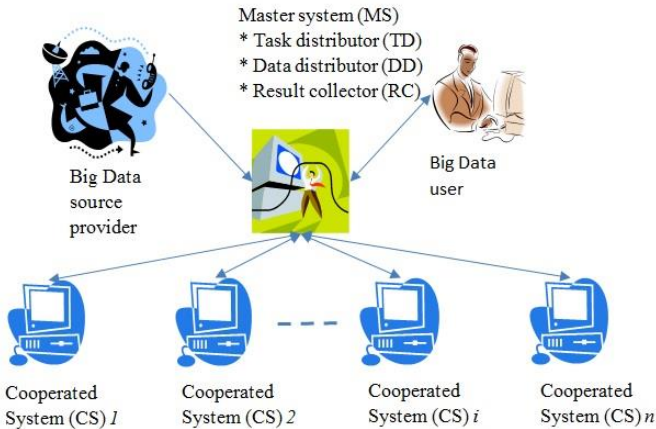 Master system (MS)
* Task distributor (TD)
* Data distributor (DD)
* Result collector (RC)
Big Data
source
provider
Big Data
user
Cooperated
System (CS) 1
Cooperated
System (CS) 2
Cooperated
System (CS) i
Cooperated
System (CS) n